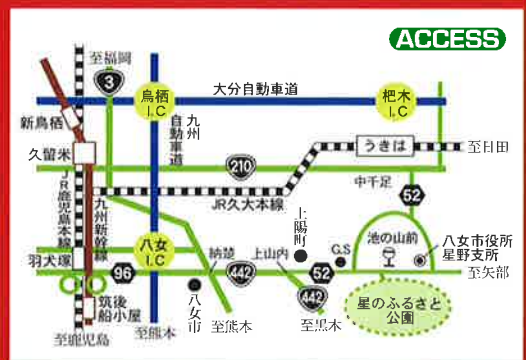 ACCESS
至福岡
3
鳥栖
I.C
大分自動車道
杷木
I.C
新鳥栖
九州
自動車道
久留米
うきは
至日田
210
中千足
JR久大本線
52
JR鹿児島本線
九州新幹線
上陽町
池の山前
八女市役所
星野支所
羽犬塚
八女
I.C
納楚
上山内
G.S
96
442
52
至矢部
八女市
442
星のふるさと
公園
筑後
船小屋
至鹿児島
至熊本
至熊本
至黒木